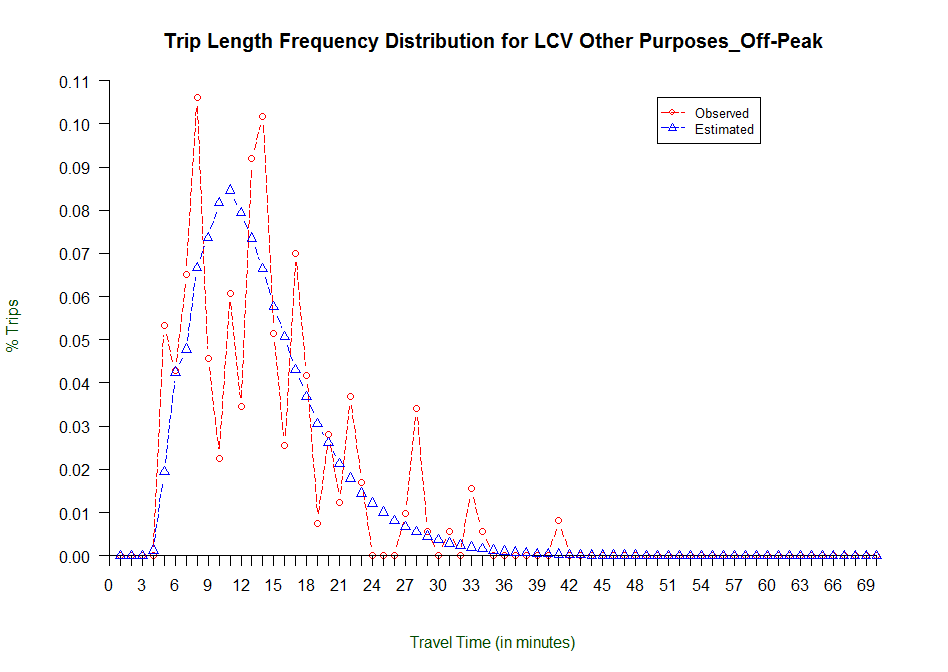 Trip Length Frequency Distribution for LCV Other Purposes_Off-Peak
0.11
0.10
0.09
0.08
0.07
0.06
0.05
0.04
0.03
0.02
0.01
0.00
% Trips
Observed
Estimated
0 3 6 9 12 15 18 21 24 27 30 33 36 39 42 45 48 51 54 57 60 63 66 69
Travel Time (in minutes)